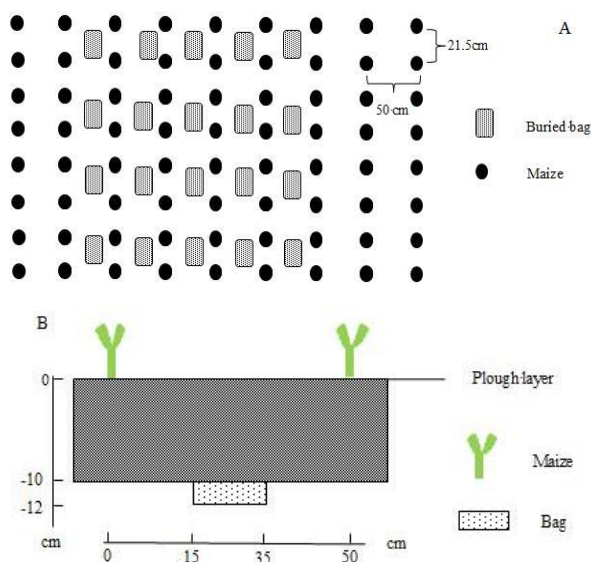 A
21.5cm
50 cm
Buried bag
Maize
B
0
Plough layer
Maize
-10
-12
Bag
cm
0 15 35 50 cm